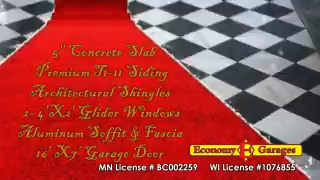 4" Concrete Slab
Premium T1-11 Siding
Architectural Shingles
2- 4'X2' Glider Windows
Aluminum Soffit & Fascia
16' X7' Garage Door
Economy Garages
MN License # BC002259 WI License #1076855